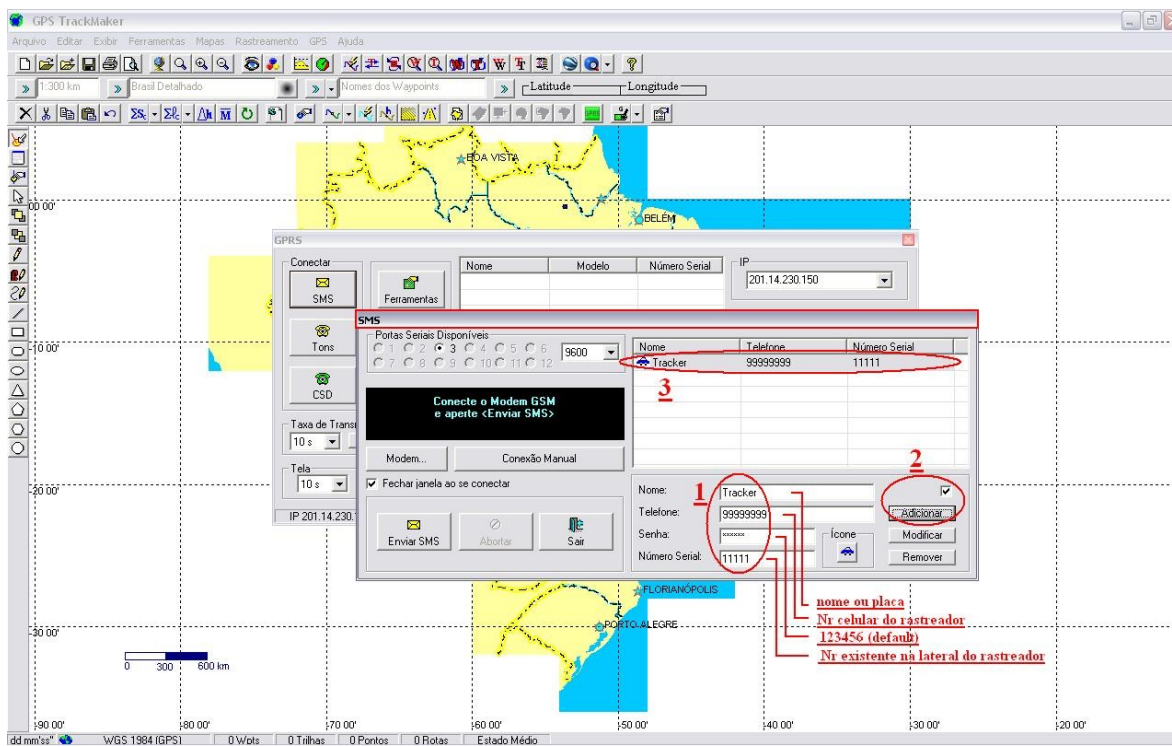 GPS TrackMaker
Arquivo Editar Exibir Ferramentas Mapas Rastreamento GPS Ajuda
1:300 km Brasil Detalhado Nomes dos Waypoints Latitude Longitude
BOA VISTA
00 00'
BELÉM
GPRS
Conectar
Nome Modelo Número Serial
IP
201.14.230.150
SMS
Ferramentas
SMS
Tons
CSD
Taxa de Trans
10 s
Tela
10 s
IP 201.14.230.
Portas Seriais Disponíveis
1 2 3 4 5 6
7 8 9 10 11 12
9600
Nome Telefone Número Serial
Tracker 99999999 11111
3
Conecte o Modem GSM
e aperte <Enviar SMS>
Modem... Conexão Manual
Fechar janela ao se conectar
Enviar SMS Abortar Sair
1
2
Nome: Tracker
Telefone: 99999999 Adicionar
Senha: xxxxxx Ícone Modificar
Número Serial: 11111 Remover
-10 00'
-20 00'
-30 00'
FLORIANÓPOLIS
PORTO ALEGRE
nome ou placa
Nr celular do rastreador
123456 (default)
Nr existente na lateral do rastreador
0 300 600 km
-90 00' -80 00' -70 00' -60 00' -50 00' -40 00' -30 00' -20 00'
dd mm'ss" WGS 1984 (GPS) 0 Wpts 0 Trilhas 0 Pontos 0 Rotas Estado Médio